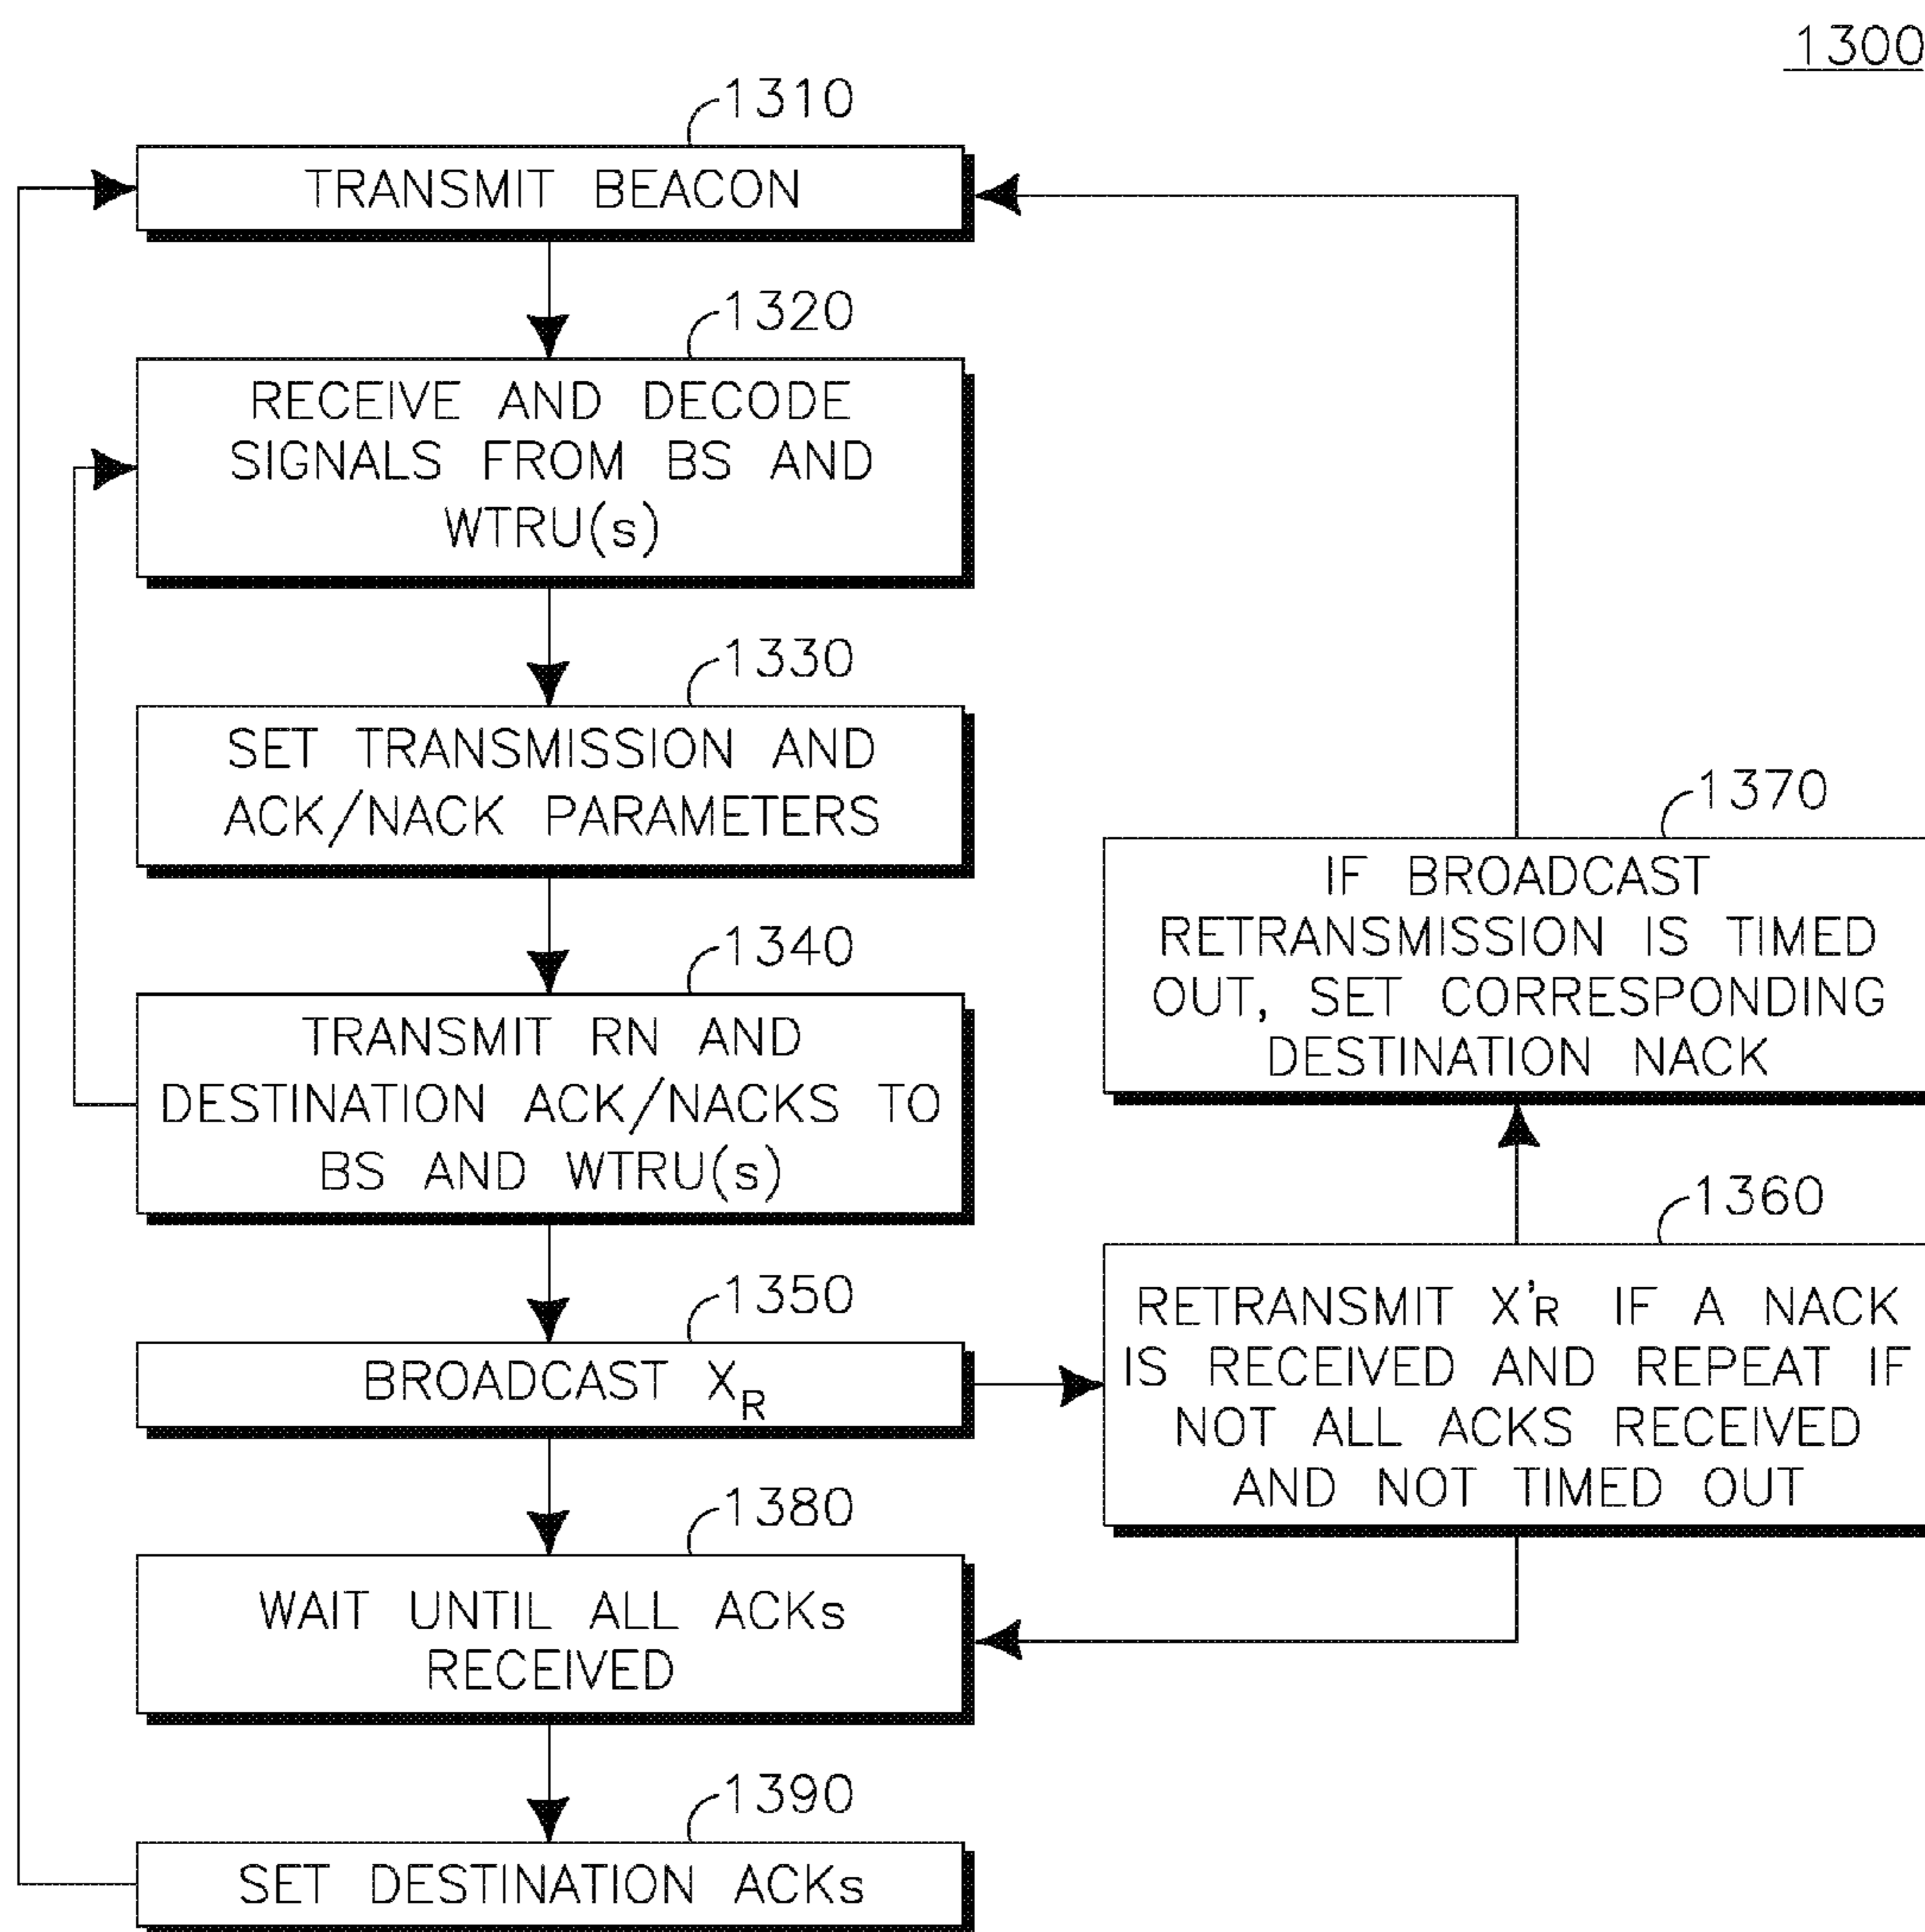 1300
1310
TRANSMIT BEACON
1320
RECEIVE AND DECODE
SIGNALS FROM BS AND
WTRU(s)
1330
SET TRANSMISSION AND
ACK/NACK PARAMETERS
1340
TRANSMIT RN AND
DESTINATION ACK/NACKS TO
BS AND WTRU(s)
1350
BROADCAST X_R
1380
WAIT UNTIL ALL ACKs
RECEIVED
1390
SET DESTINATION ACKs
1370
IF BROADCAST
RETRANSMISSION IS TIMED
OUT, SET CORRESPONDING
DESTINATION NACK
1360
RETRANSMIT X'R IF A NACK
IS RECEIVED AND REPEAT IF
NOT ALL ACKS RECEIVED
AND NOT TIMED OUT